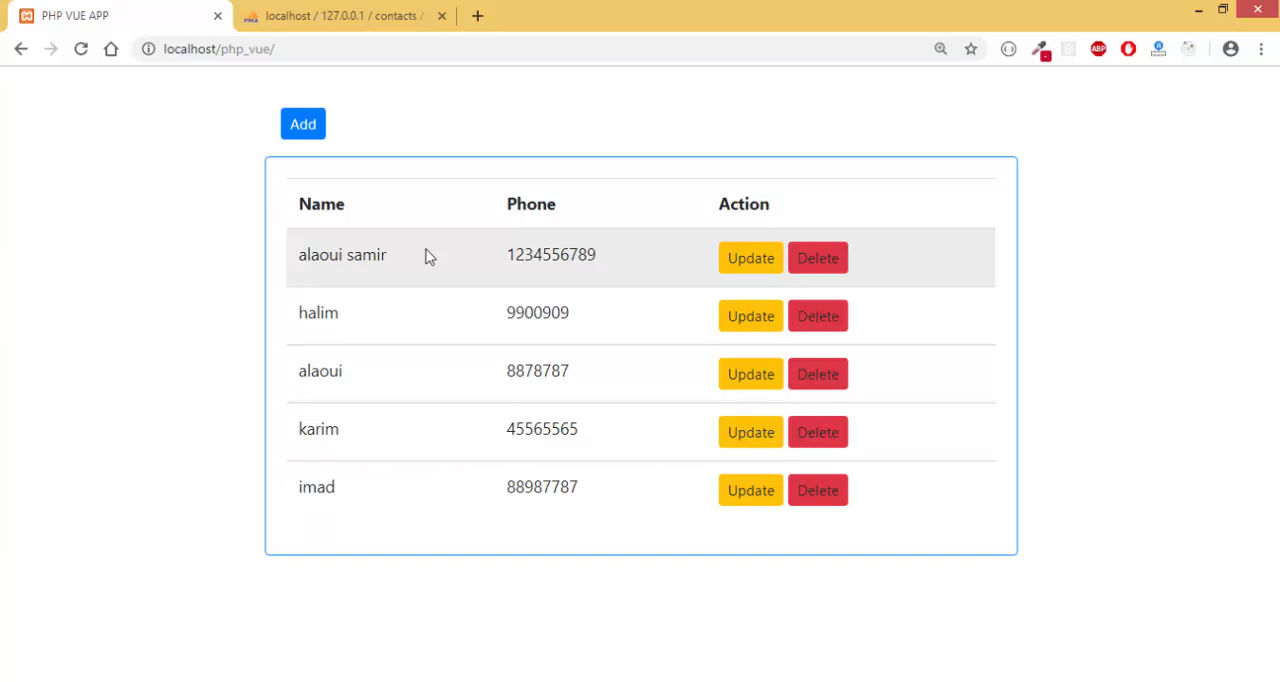 PHP VUE APP
localhost / 127.0.0.1 / contacts /
localhost/php_vue/
ABP
Add
Name Phone Action
alaoui samir 1234556789 Update Delete
halim 9900909 Update Delete
alaoui 8878787 Update Delete
karim 45565565 Update Delete
imad 88987787 Update Delete